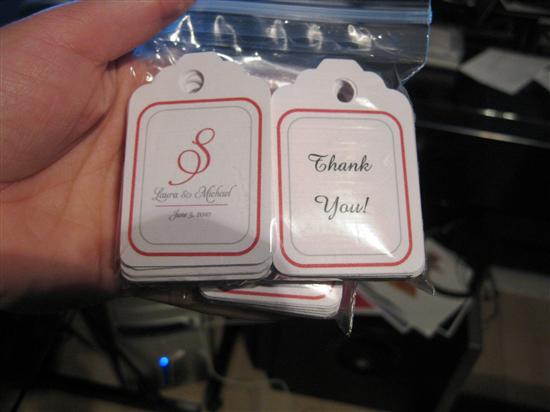 S
Laura & Michael
June 5, 2010
Thank
You!